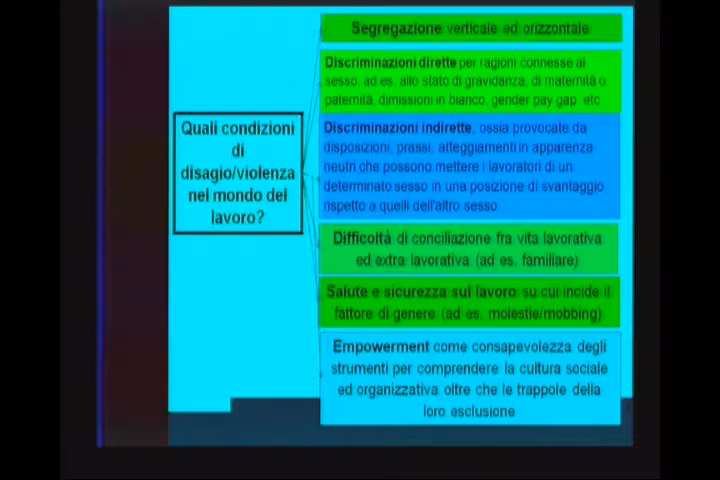 Segregazione verticale ed orizzontale
Discriminazioni dirette per ragioni connesse al
sesso, ad es. allo stato di gravidanza, di maternità o
paternità, dimissioni in bianco, gender pay gap etc
Quali condizioni
di
disagio/violenza
nel mondo del
lavoro?
Discriminazioni indirette, ossia provocate da
disposizioni, prassi, atteggiamenti in apparenza
neutri che possono mettere i lavoratori di un
determinato sesso in una posizione di svantaggio
rispetto a quelli dell'altro sesso
Difficoltà di conciliazione fra vita lavorativa
ed extra lavorativa (ad es. familiare)
Salute e sicurezza sul lavoro su cui incide il
fattore di genere (ad es. molestie/mobbing)
Empowerment come consapevolezza degli
strumenti per comprendere la cultura sociale
ed organizzativa oltre che le trappole della
loro esclusione